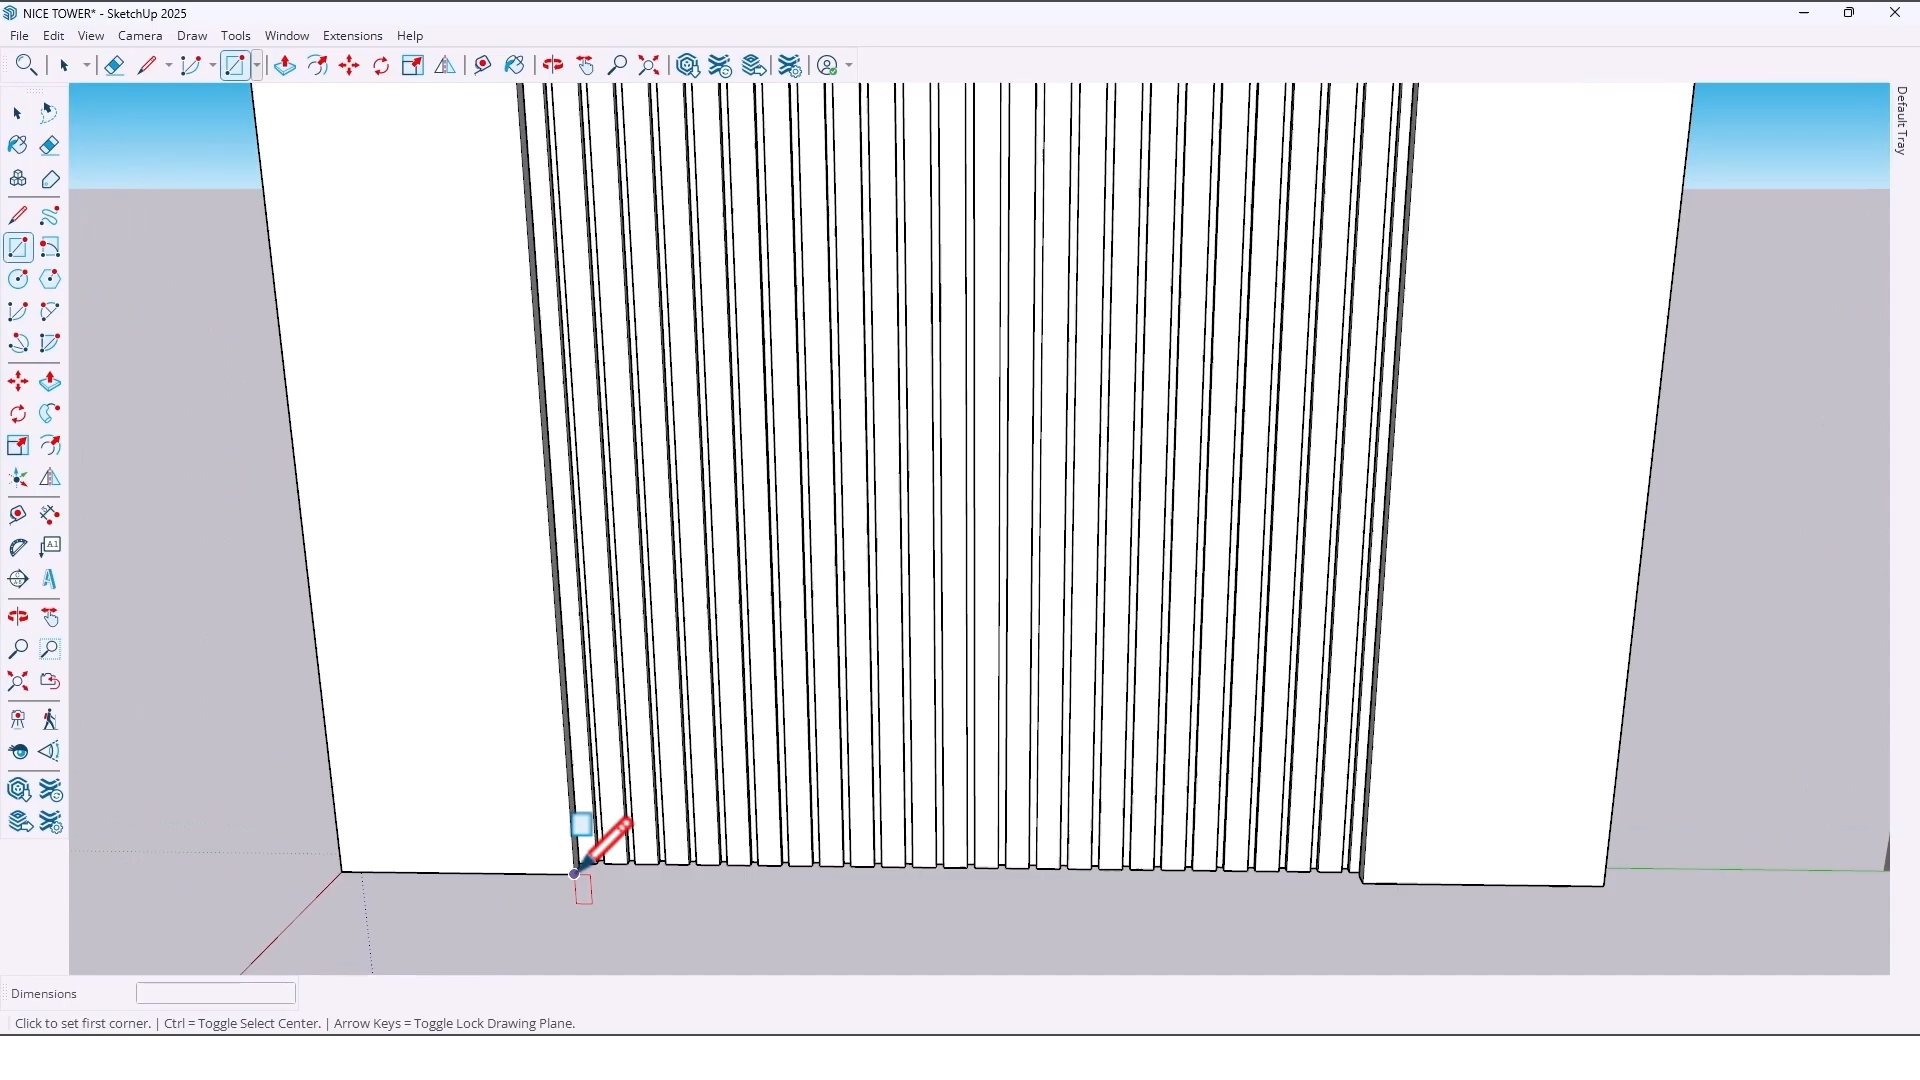 NICE TOWER* - SketchUp 2025
File Edit View Camera Draw Tools Window Extensions Help
Default Tray
A1
A
Dimensions
Click to set first corner. | Ctrl = Toggle Select Center. | Arrow Keys = Toggle Lock Drawing Plane.